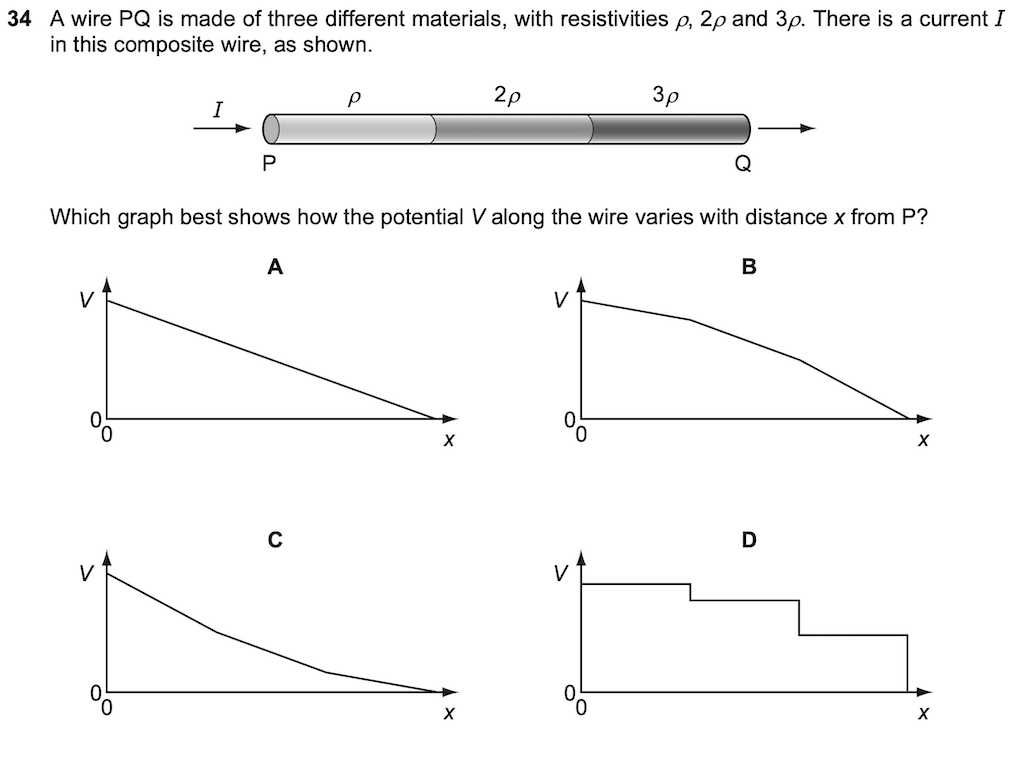 34 A wire PQ is made of three different materials, with resistivities ρ, 2ρ and 3ρ. There is a current I
in this composite wire, as shown.
I ρ 2ρ 3ρ
P Q
Which graph best shows how the potential V along the wire varies with distance x from P?
A B
V V
0 0
0 x 0 x
C D
V V
0 0
0 x 0 x